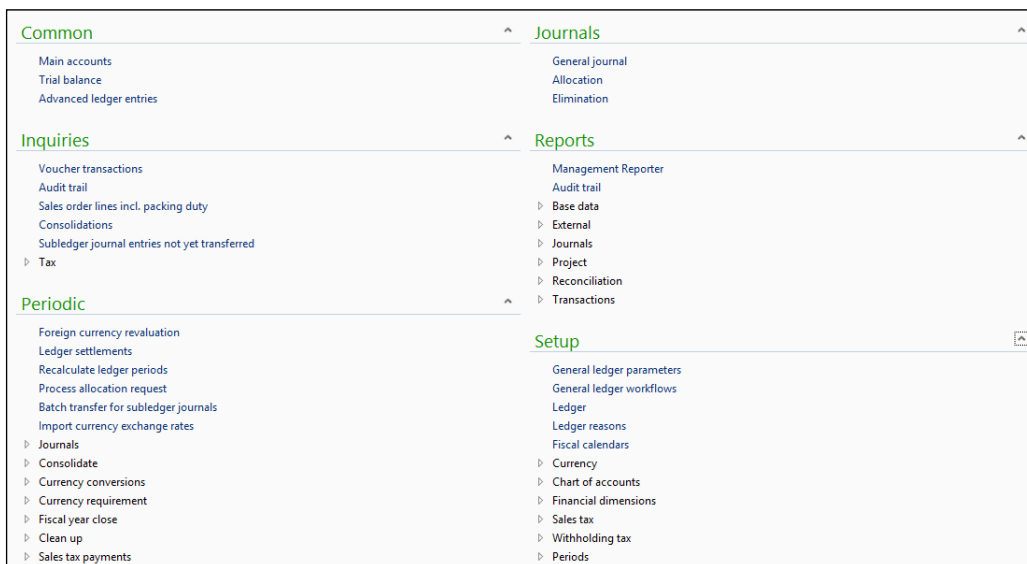 Common
Main accounts
Trial balance
Advanced ledger entries
Inquiries
Voucher transactions
Audit trail
Sales order lines incl. packing duty
Consolidations
Subledger journal entries not yet transferred
Tax
Periodic
Foreign currency revaluation
Ledger settlements
Recalculate ledger periods
Process allocation request
Batch transfer for subledger journals
Import currency exchange rates
Journals
Consolidate
Currency conversions
Currency requirement
Fiscal year close
Clean up
Sales tax payments
Journals
General journal
Allocation
Elimination
Reports
Management Reporter
Audit trail
Base data
External
Journals
Project
Reconciliation
Transactions
Setup
General ledger parameters
General ledger workflows
Ledger
Ledger reasons
Fiscal calendars
Currency
Chart of accounts
Financial dimensions
Sales tax
Withholding tax
Periods